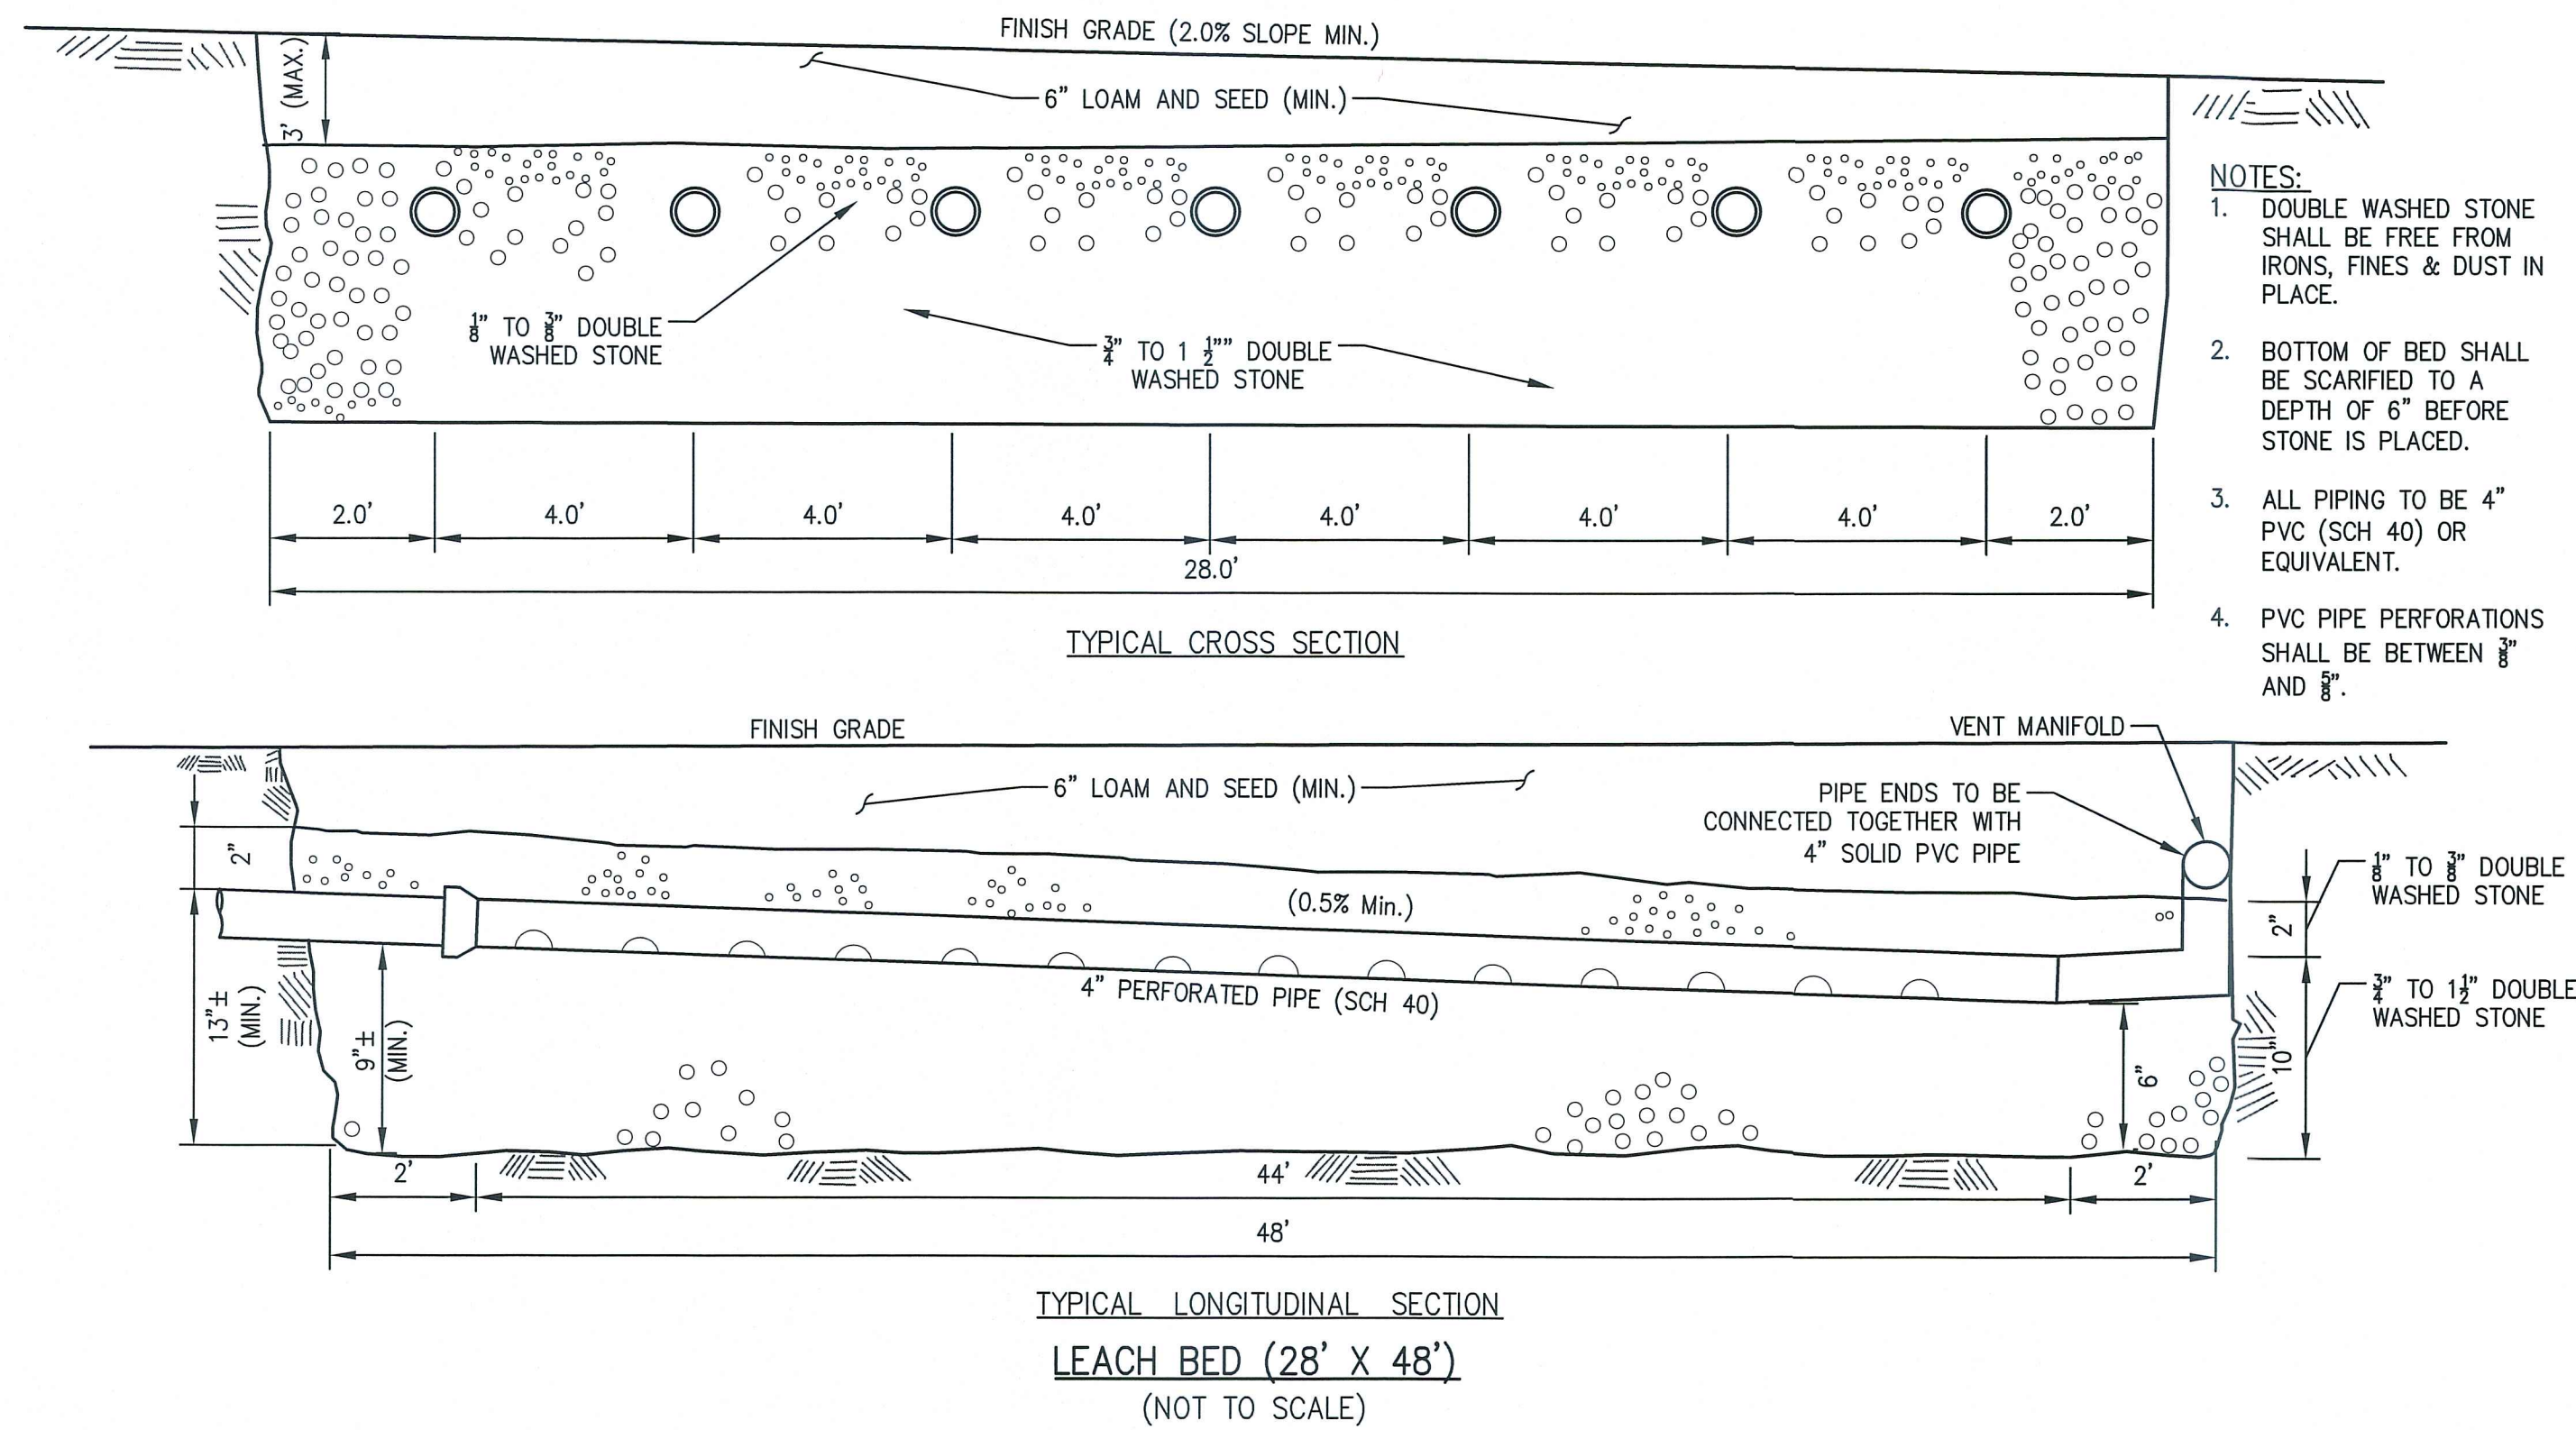 FINISH GRADE (2.0% SLOPE MIN.)
3' (MAX.)
6" LOAM AND SEED (MIN.)
⅛" TO ⅜" DOUBLE
WASHED STONE
¾" TO 1 ½"" DOUBLE
WASHED STONE
2.0'
4.0'
4.0'
4.0'
4.0'
4.0'
4.0'
2.0'
28.0'
TYPICAL CROSS SECTION
NOTES:
1. DOUBLE WASHED STONE
SHALL BE FREE FROM
IRONS, FINES & DUST IN
PLACE.
2. BOTTOM OF BED SHALL
BE SCARIFIED TO A
DEPTH OF 6" BEFORE
STONE IS PLACED.
3. ALL PIPING TO BE 4"
PVC (SCH 40) OR
EQUIVALENT.
4. PVC PIPE PERFORATIONS
SHALL BE BETWEEN ⅜"
AND ⅝".
FINISH GRADE
VENT MANIFOLD
6" LOAM AND SEED (MIN.)
PIPE ENDS TO BE
CONNECTED TOGETHER WITH
4" SOLID PVC PIPE
2"
(0.5% Min.)
⅛" TO ⅜" DOUBLE
WASHED STONE
2"
4" PERFORATED PIPE (SCH 40)
13"±
(MIN.)
9"±
(MIN.)
6"
10"
¾" TO 1½" DOUBLE
WASHED STONE
2'
44'
2'
48'
TYPICAL LONGITUDINAL SECTION
LEACH BED (28' X 48')
(NOT TO SCALE)